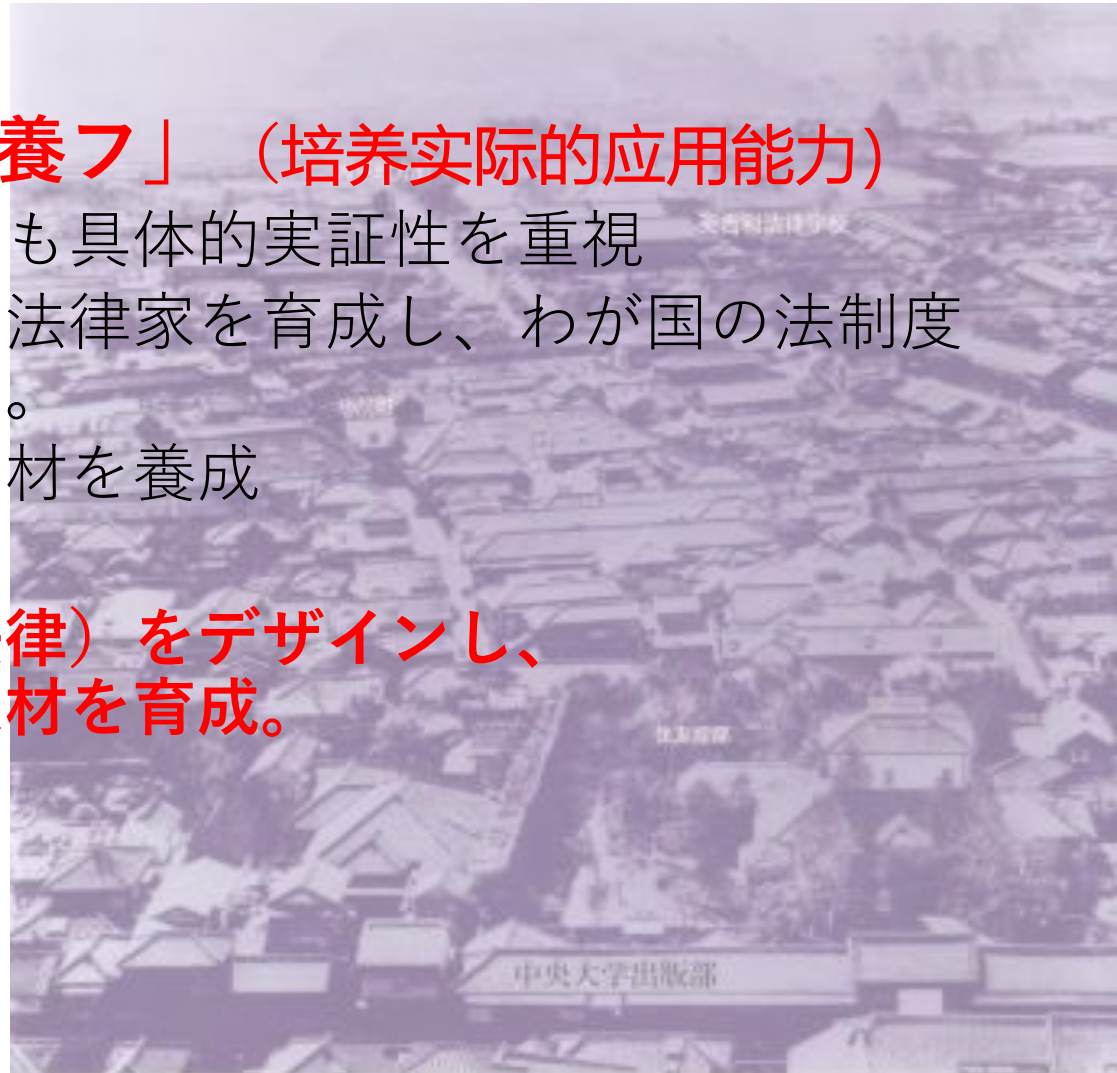 養フ」（培养实际的应用能力)
も具体的実証性を重視
法律家を育成し、わが国の法制度
。
材を養成
律）をデザインし、
材を育成。
中央大学出版部